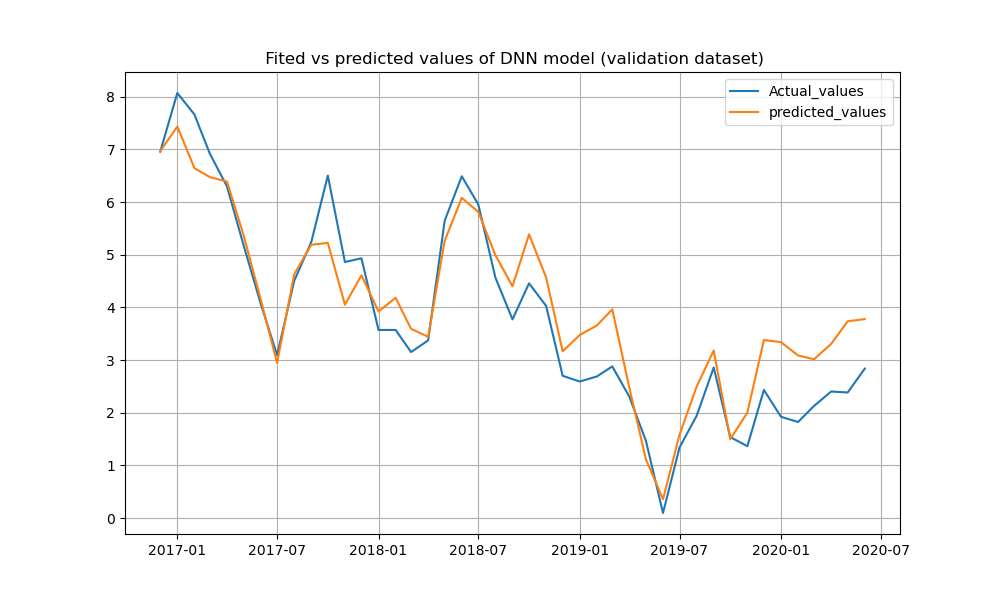 Fited vs predicted values of DNN model (validation dataset)
Actual_values
predicted_values
8
7
6
5
4
3
2
1
0
2017-01 2017-07 2018-01 2018-07 2019-01 2019-07 2020-01 2020-07